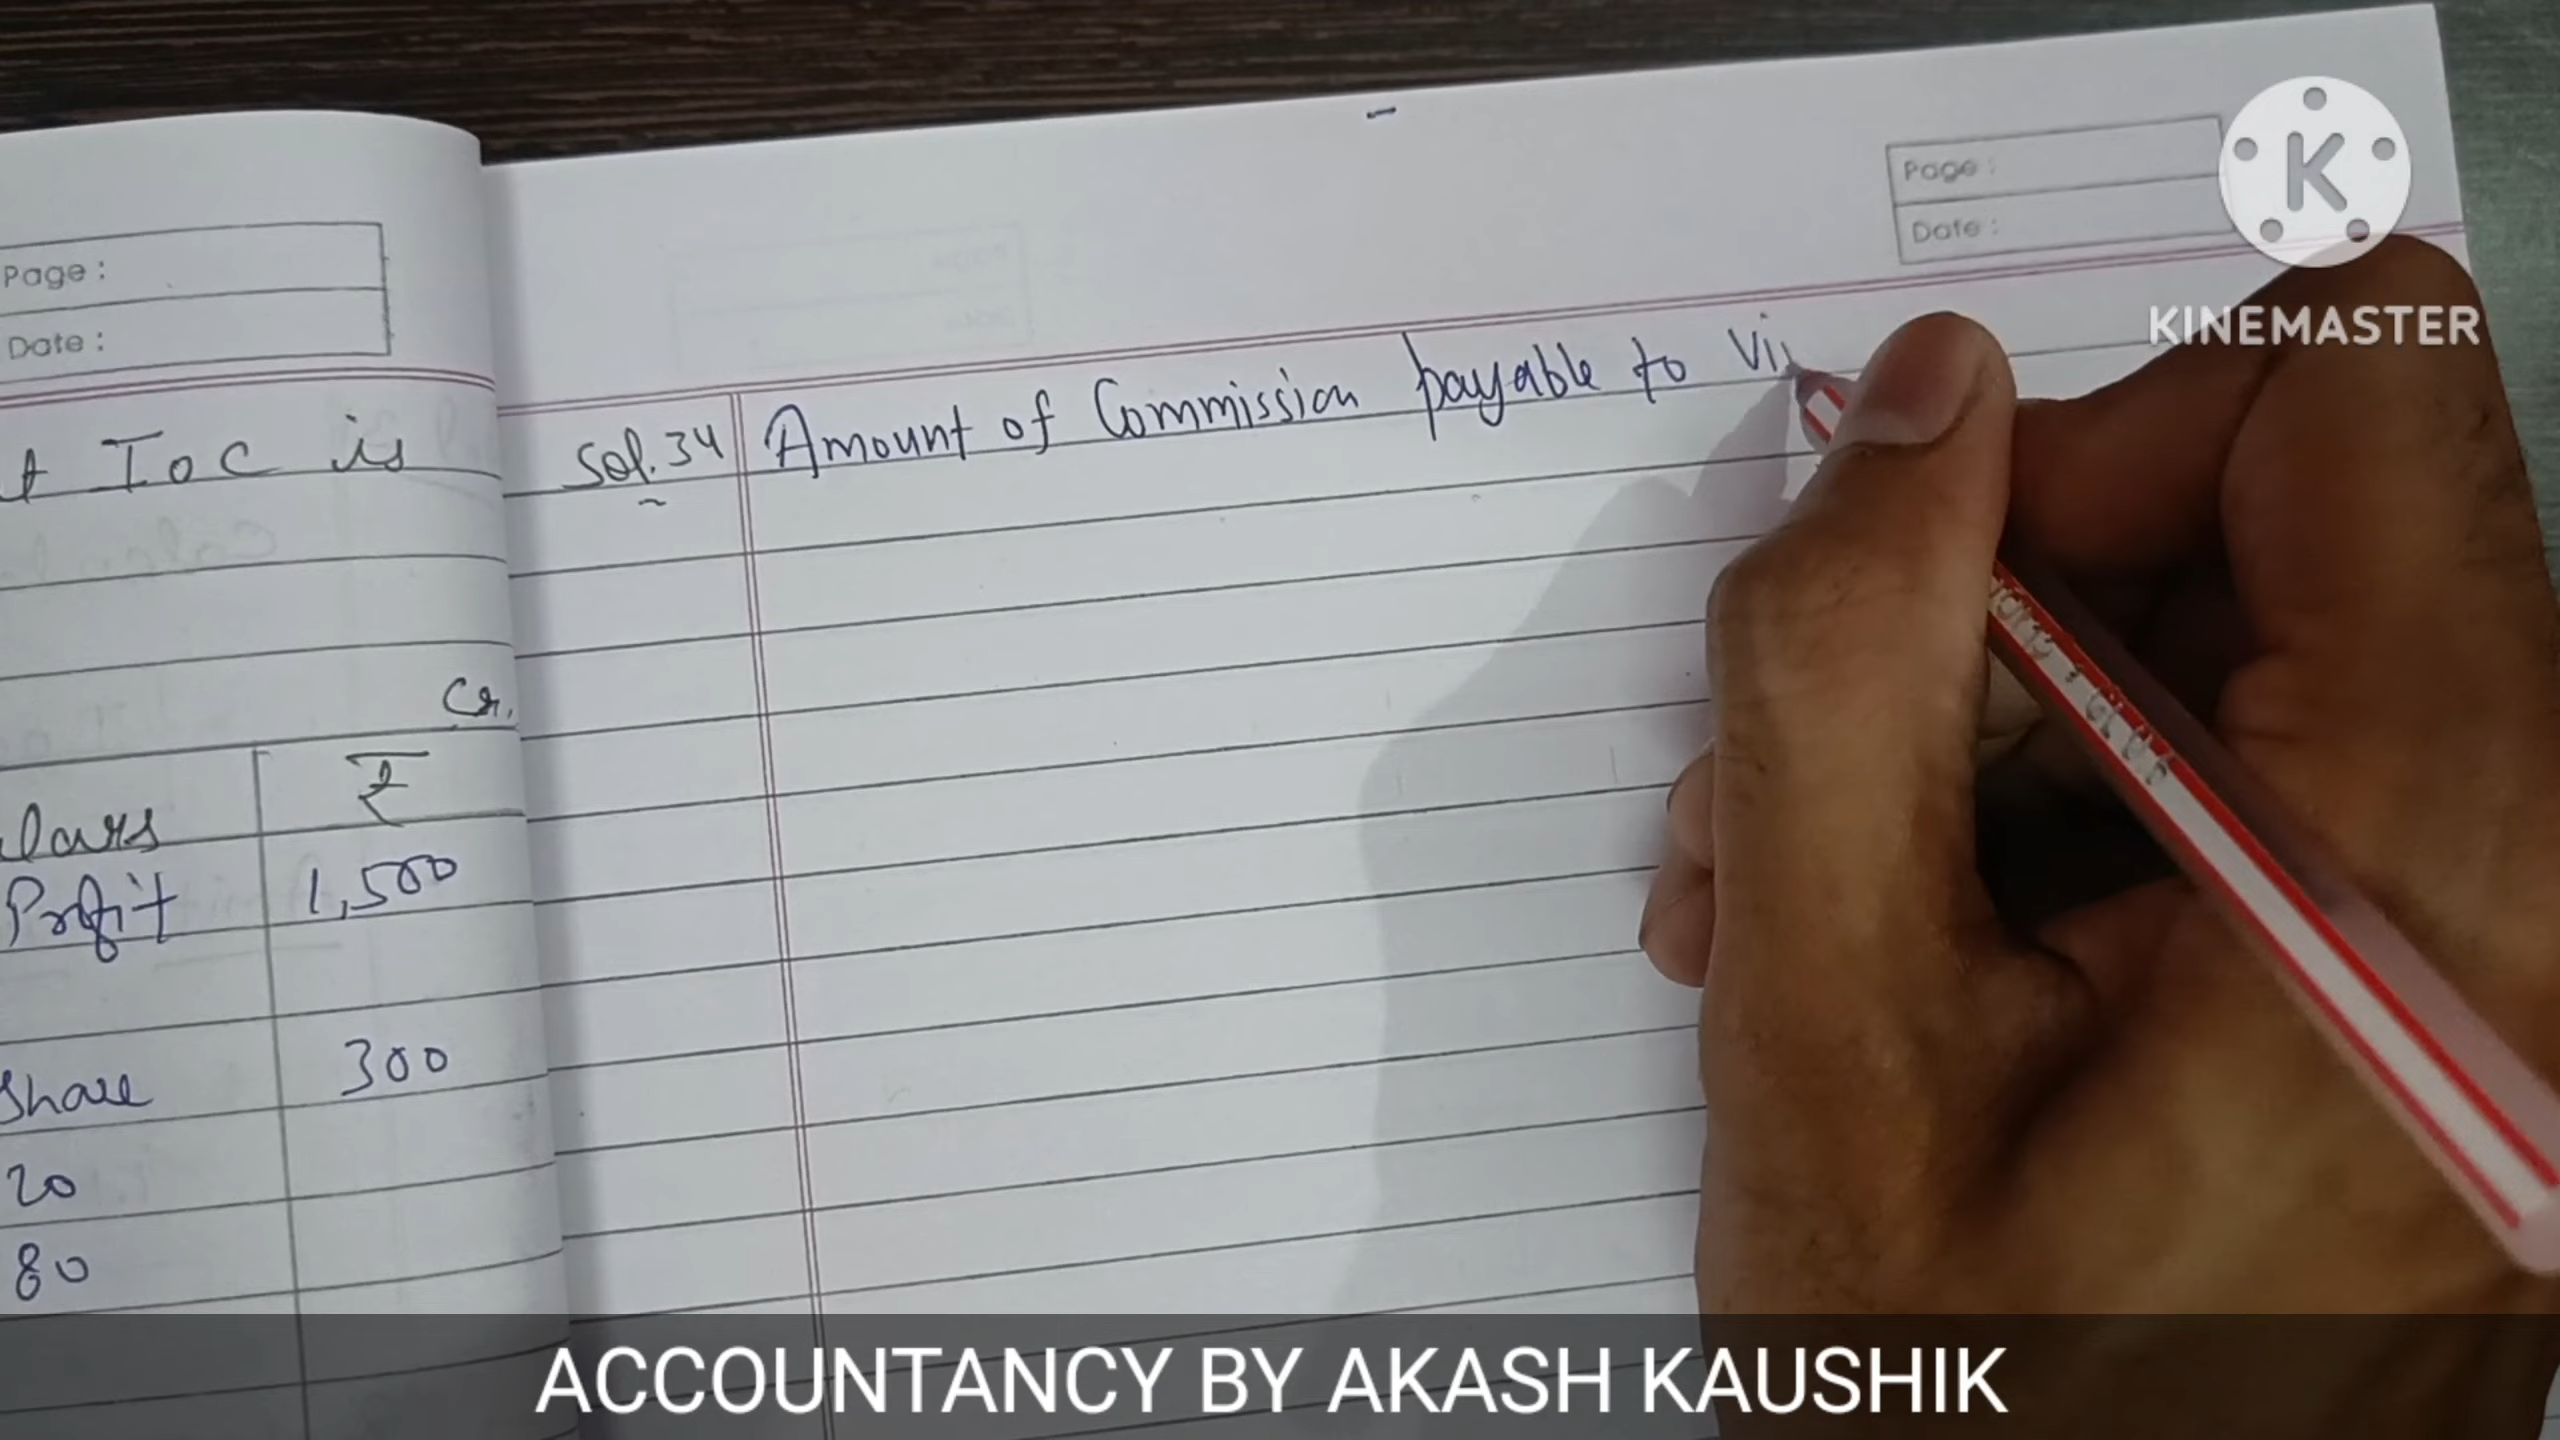 Page :
Date :
t IOC is
Cr.
₹
Profit 1,500
Share 300
20
80
Page :
Date :
Sol. 34 Amount of Commission payable to Vi
K
KINEMASTER
ACCOUNTANCY BY AKASH KAUSHIK